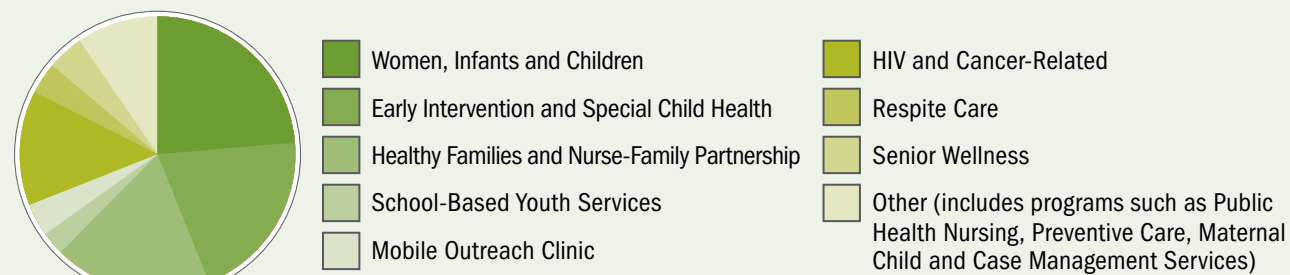 Women, Infants and Children
Early Intervention and Special Child Health
Healthy Families and Nurse-Family Partnership
School-Based Youth Services
Mobile Outreach Clinic
HIV and Cancer-Related
Respite Care
Senior Wellness
Other (includes programs such as Public
Health Nursing, Preventive Care, Maternal
Child and Case Management Services)